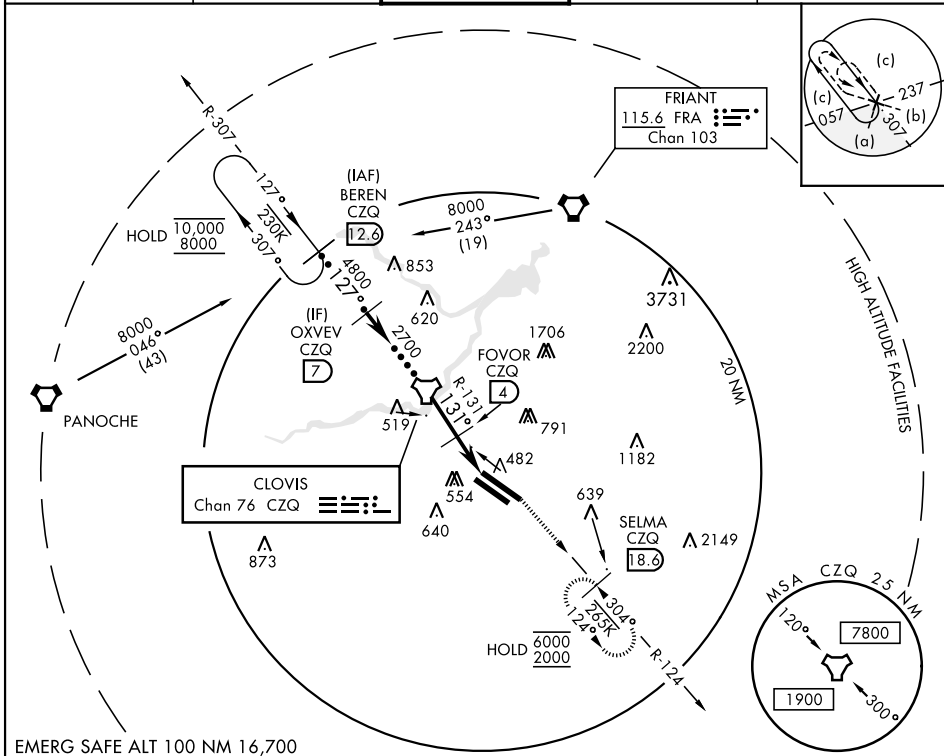 R-307
127°
230K
307°
HOLD 10,000
8000
(IAF)
BEREN
CZQ
12.6
8000
243°
(19)
FRIANT
115.6 FRA
Chan 103
(c)
(c)
237
057
(b)
307
(a)
4800
127°
853
620
(IF)
OXVEV
CZQ
7
2700
8000
046°
(43)
PANOCHE
1706
FOVOR
CZQ
4
R-131
131°
3731
2200
20 NM
HIGH ALTITUDE FACILITIES
519
791
482
1182
CLOVIS
Chan 76 CZQ
554
640
873
639
SELMA
CZQ
18.6
2149
304°
265K
124°
HOLD 6000
2000
R-124
MSA CZQ 25 NM
120°
7800
1900
300°
EMERG SAFE ALT 100 NM 16,700